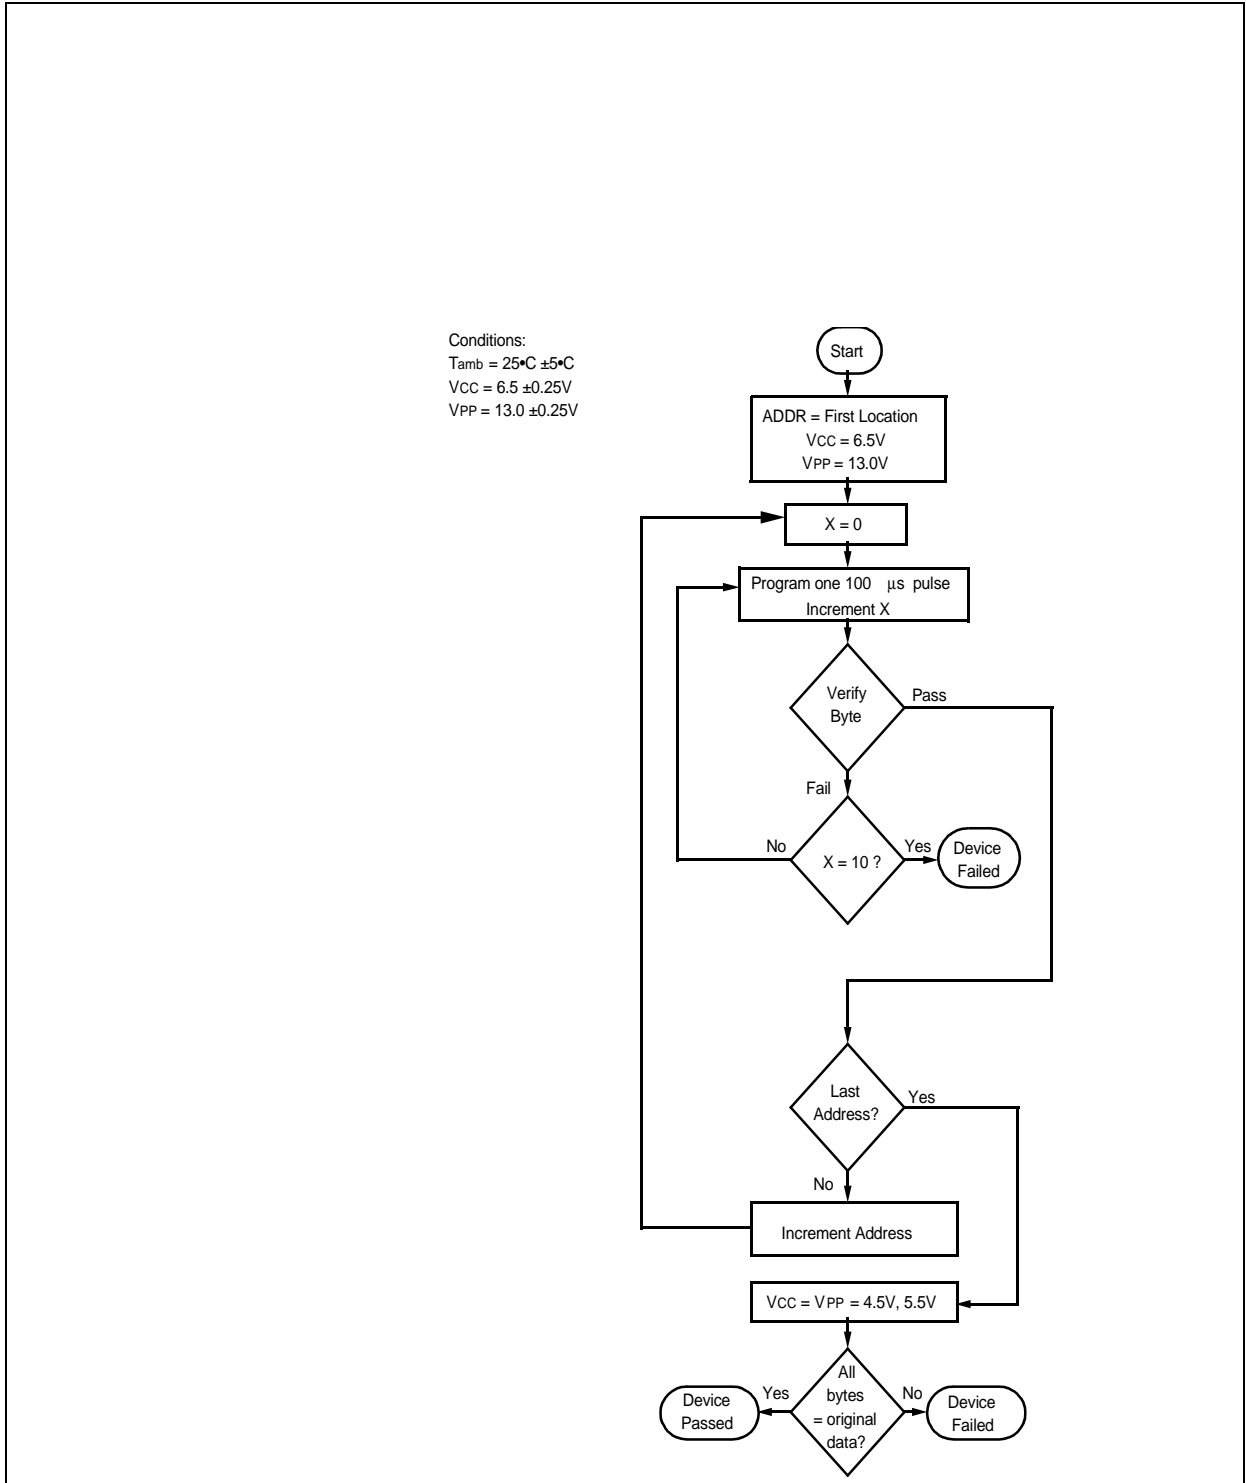 Conditions:
Tamb = 25•C ±5•C
VCC = 6.5 ±0.25V
VPP = 13.0 ±0.25V
Start
ADDR = First Location
VCC = 6.5V
VPP = 13.0V
X = 0
Program one 100 μs pulse
Increment X
Verify
Byte
Pass
Fail
No
X = 10 ?
Yes
Device
Failed
Last
Address?
Yes
No
Increment Address
VCC = VPP = 4.5V, 5.5V
Device
Passed
Yes
All
bytes
= original
data?
No
Device
Failed